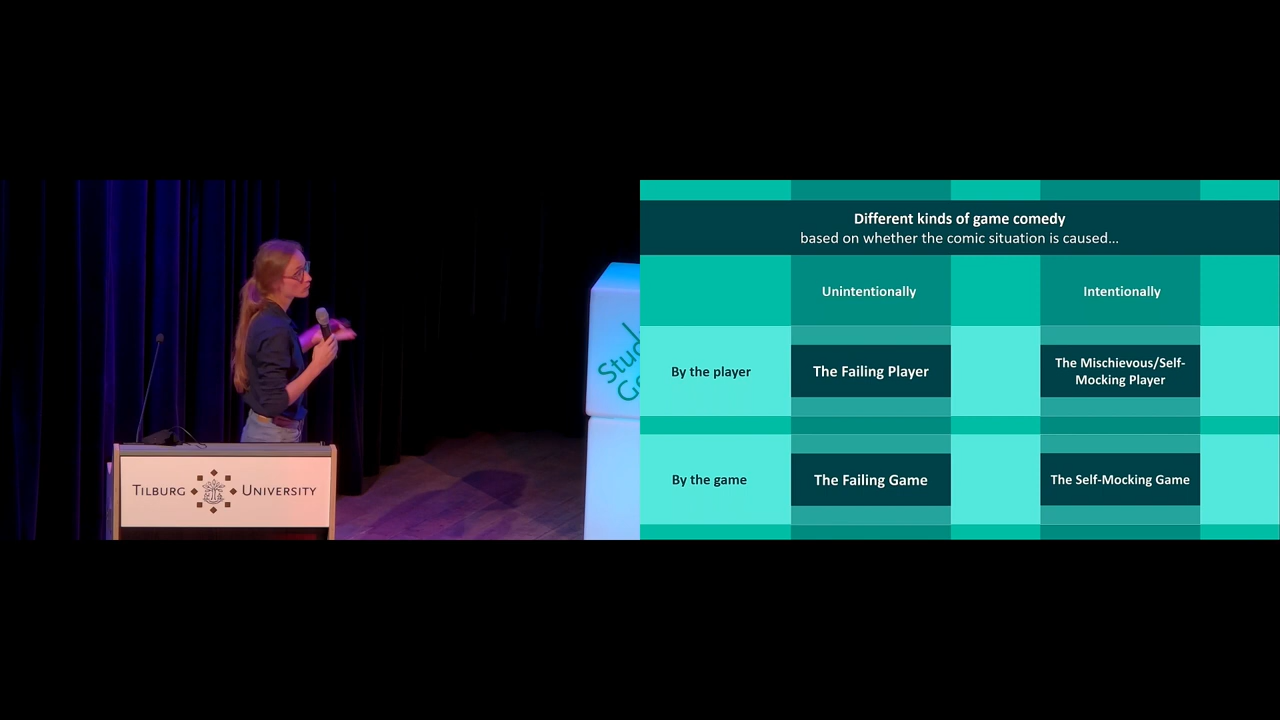 TILBURG UNIVERSITY
Different kinds of game comedy
based on whether the comic situation is caused...
Unintentionally
Intentionally
By the player
The Failing Player
The Mischievous/Self-
Mocking Player
By the game
The Failing Game
The Self-Mocking Game